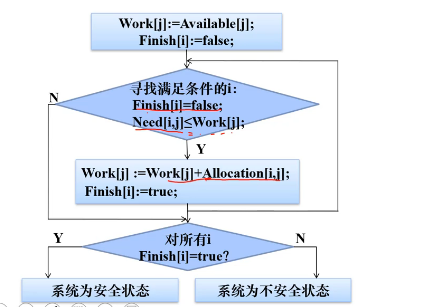 Work[j]:=Available[j];
Finish[i]:=false;
寻找满足条件的i:
Finish[i]=false;
Need[i,j]≤Work[j];
N
Y
Work[j] :=Work[j]+Allocation[i,j];
Finish[i]:=true;
Y
对所有i
Finish[i]=true?
N
系统为安全状态
系统为不安全状态